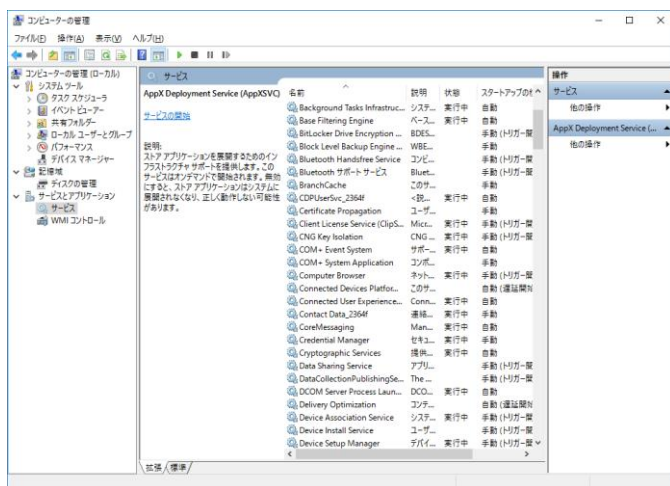 コンピューターの管理
ファイル(F) 操作(A) 表示(V) ヘルプ(H)
コンピューターの管理 (ローカル)
システム ツール
タスク スケジューラ
イベント ビューアー
共有フォルダー
ローカル ユーザーとグループ
パフォーマンス
デバイス マネージャー
記憶域
ディスクの管理
サービスとアプリケーション
サービス
WMI コントロール
サービス
AppX Deployment Service (AppXSVC)
サービスの開始
説明:
ストア アプリケーションを展開するためのイン
フラストラクチャ サポートを提供します。この
サービスはオンデマンドで開始されます。無効
にすると、ストア アプリケーションはシステムに
展開されなくなり、正しく動作しない可能性
があります。
名前 説明 状態 スタートアップの
Background Tasks Infrastruc... システ... 実行中 自動
Base Filtering Engine ベース... 実行中 自動
BitLocker Drive Encryption ... BDES... 手動 (トリガー開
Block Level Backup Engine ... WBE... 手動
Bluetooth Handsfree Service コンピ... 手動 (トリガー開
Bluetooth サポート サービス Bluet... 手動 (トリガー開
BranchCache このサ... 手動
CDPUserSvc_2364f <説... 実行中 自動
Certificate Propagation ユーザ... 手動
Client License Service (ClipS... Micr... 実行中 手動 (トリガー開
CNG Key Isolation CNG ... 実行中 手動 (トリガー開
COM+ Event System サポー... 実行中 自動
COM+ System Application コンポ... 手動
Computer Browser ネット... 実行中 手動 (トリガー開
Connected Devices Platfor... このサ... 自動 (遅延開始
Connected User Experience... Conn... 実行中 自動
Contact Data_2364f 連絡... 実行中 手動
CoreMessaging Man... 実行中 自動
Credential Manager セキュ... 実行中 手動
Cryptographic Services 提供... 実行中 自動
Data Sharing Service アプリ... 手動 (トリガー開
DataCollectionPublishingSe... The ... 手動 (トリガー開
DCOM Server Process Laun... DCO... 実行中 自動
Delivery Optimization コンテ... 自動 (遅延開始
Device Association Service システ... 実行中 手動 (トリガー開
Device Install Service ユーザ... 手動 (トリガー開
Device Setup Manager デバイ... 実行中 手動 (トリガー開
拡張 標準
操作
サービス
他の操作
AppX Deployment Service (...
他の操作